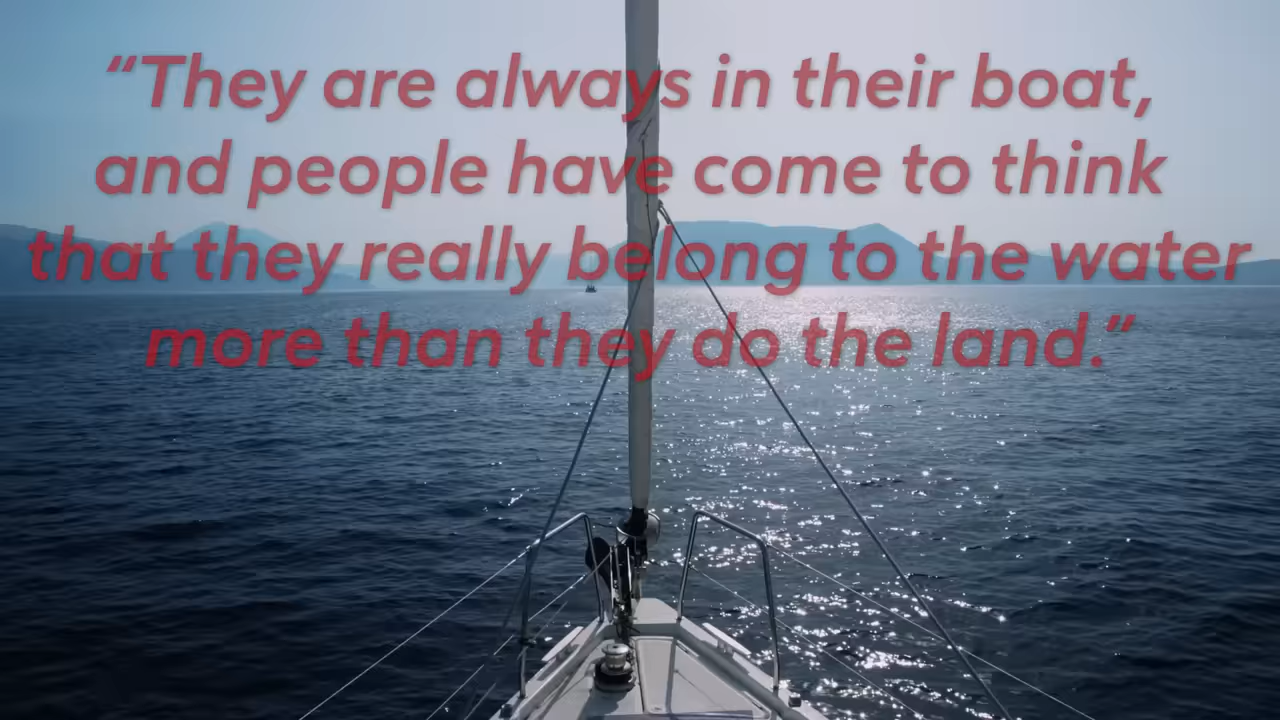 “They are always in their boat,
and people have come to think
that they really belong to the water
more than they do the land.”